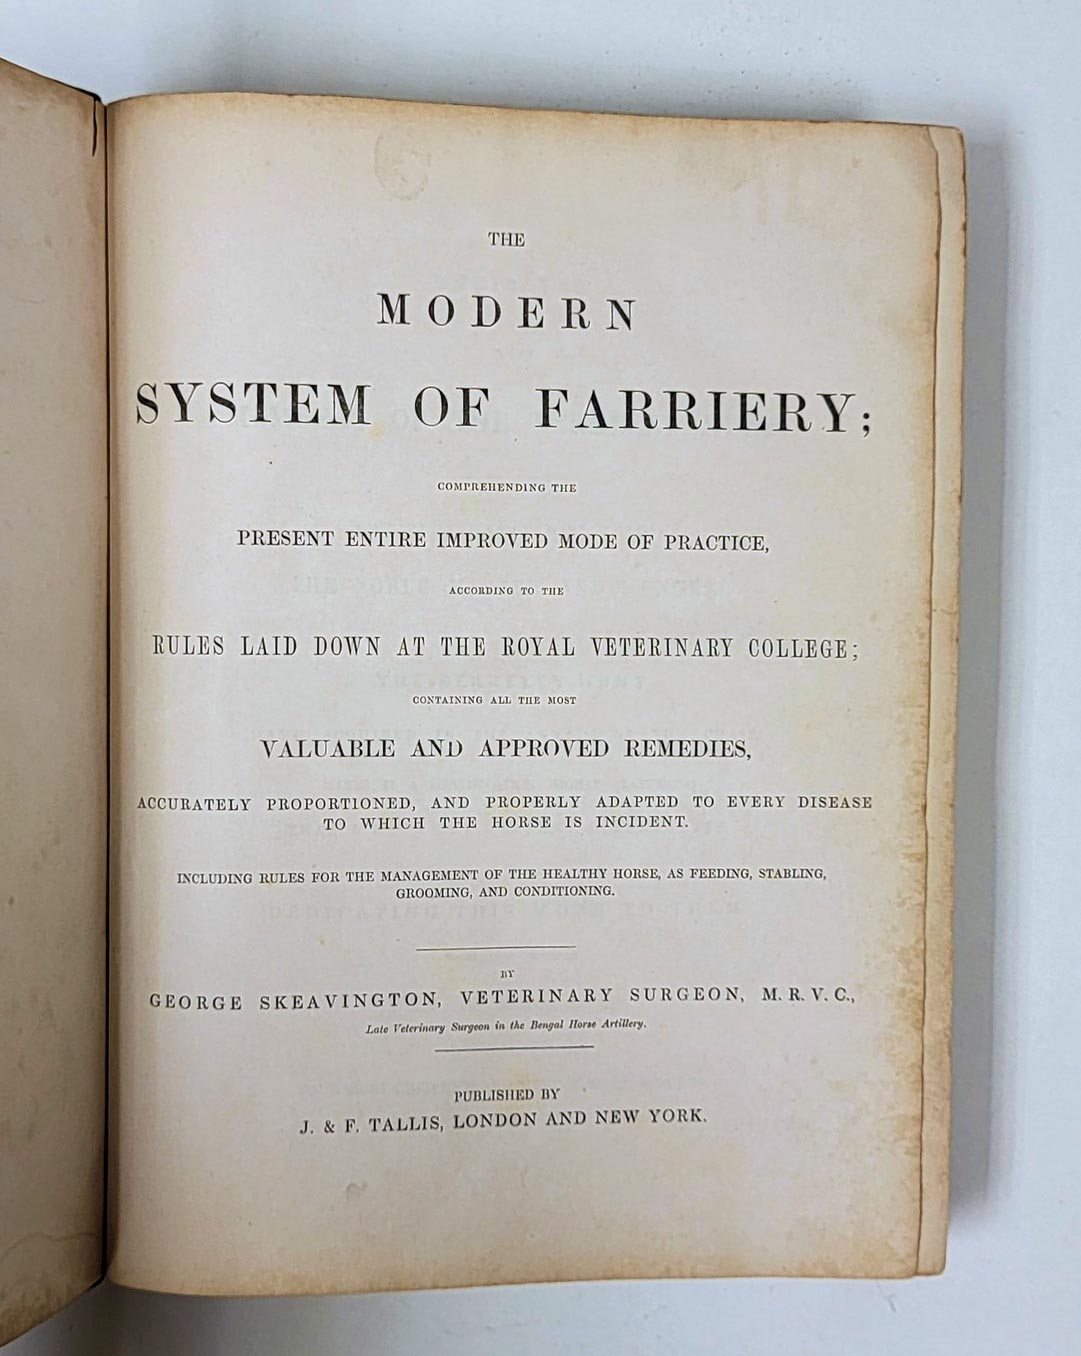 THE
MODERN
SYSTEM OF FARRIERY;
COMPREHENDING THE
PRESENT ENTIRE IMPROVED MODE OF PRACTICE,
ACCORDING TO THE
RULES LAID DOWN AT THE ROYAL VETERINARY COLLEGE;
CONTAINING ALL THE MOST
VALUABLE AND APPROVED REMEDIES,
ACCURATELY PROPORTIONED, AND PROPERLY ADAPTED TO EVERY DISEASE
TO WHICH THE HORSE IS INCIDENT.
INCLUDING RULES FOR THE MANAGEMENT OF THE HEALTHY HORSE, AS FEEDING, STABLING,
GROOMING, AND CONDITIONING.
BY
GEORGE SKEAVINGTON, VETERINARY SURGEON, M. R. V. C.,
Late Veterinary Surgeon in the Bengal Horse Artillery.
PUBLISHED BY
J. & F. TALLIS, LONDON AND NEW YORK.